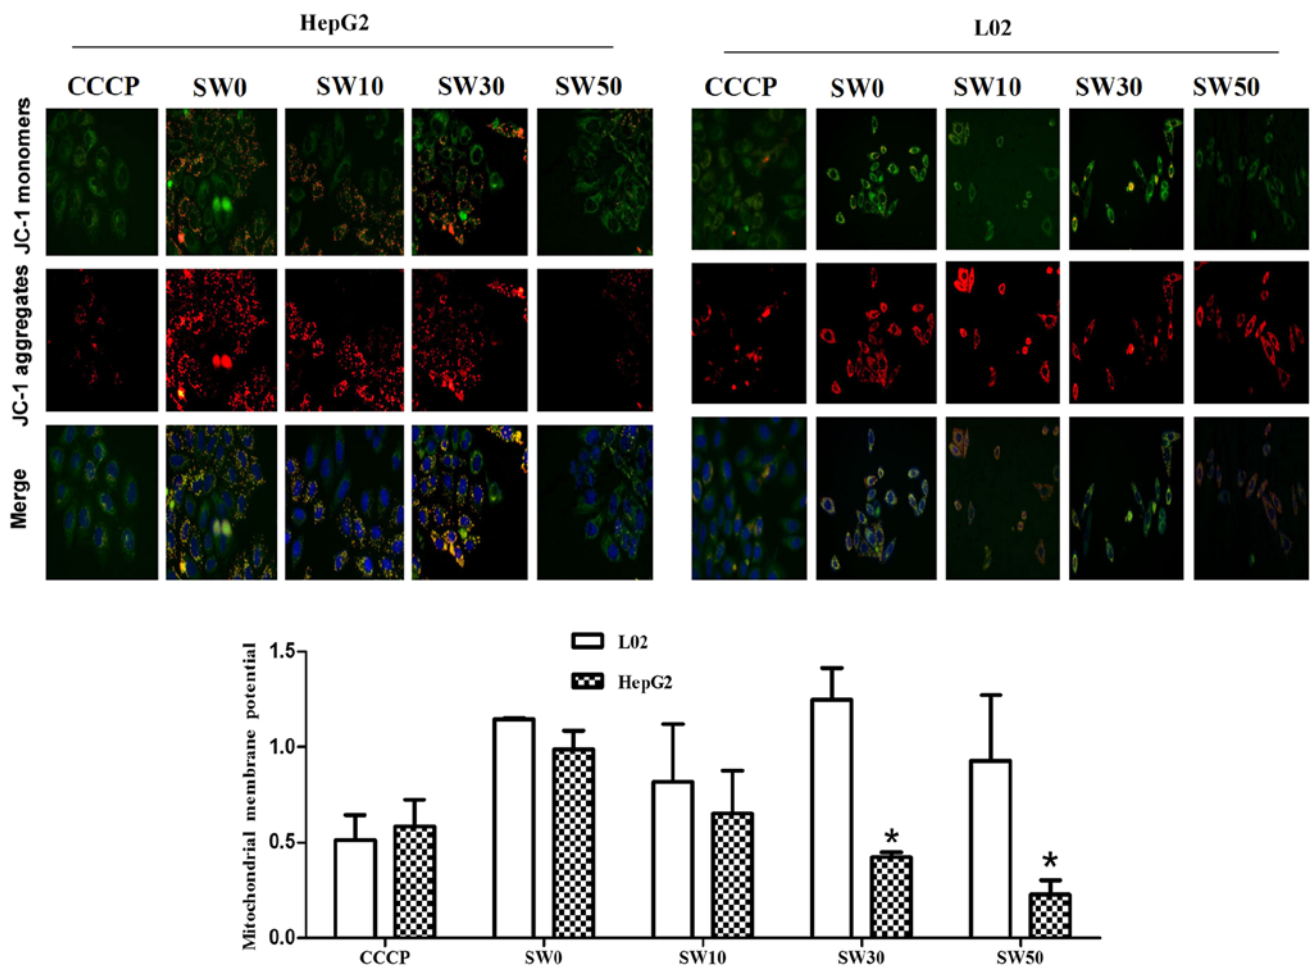 HepG2
L02
CCCP SW0 SW10 SW30 SW50
CCCP SW0 SW10 SW30 SW50
JC-1 monomers
JC-1 aggregates
Merge
L02
HepG2
Mitochondrial membrane potential
1.5
1.0
0.5
0.0
*
*
CCCP SW0 SW10 SW30 SW50